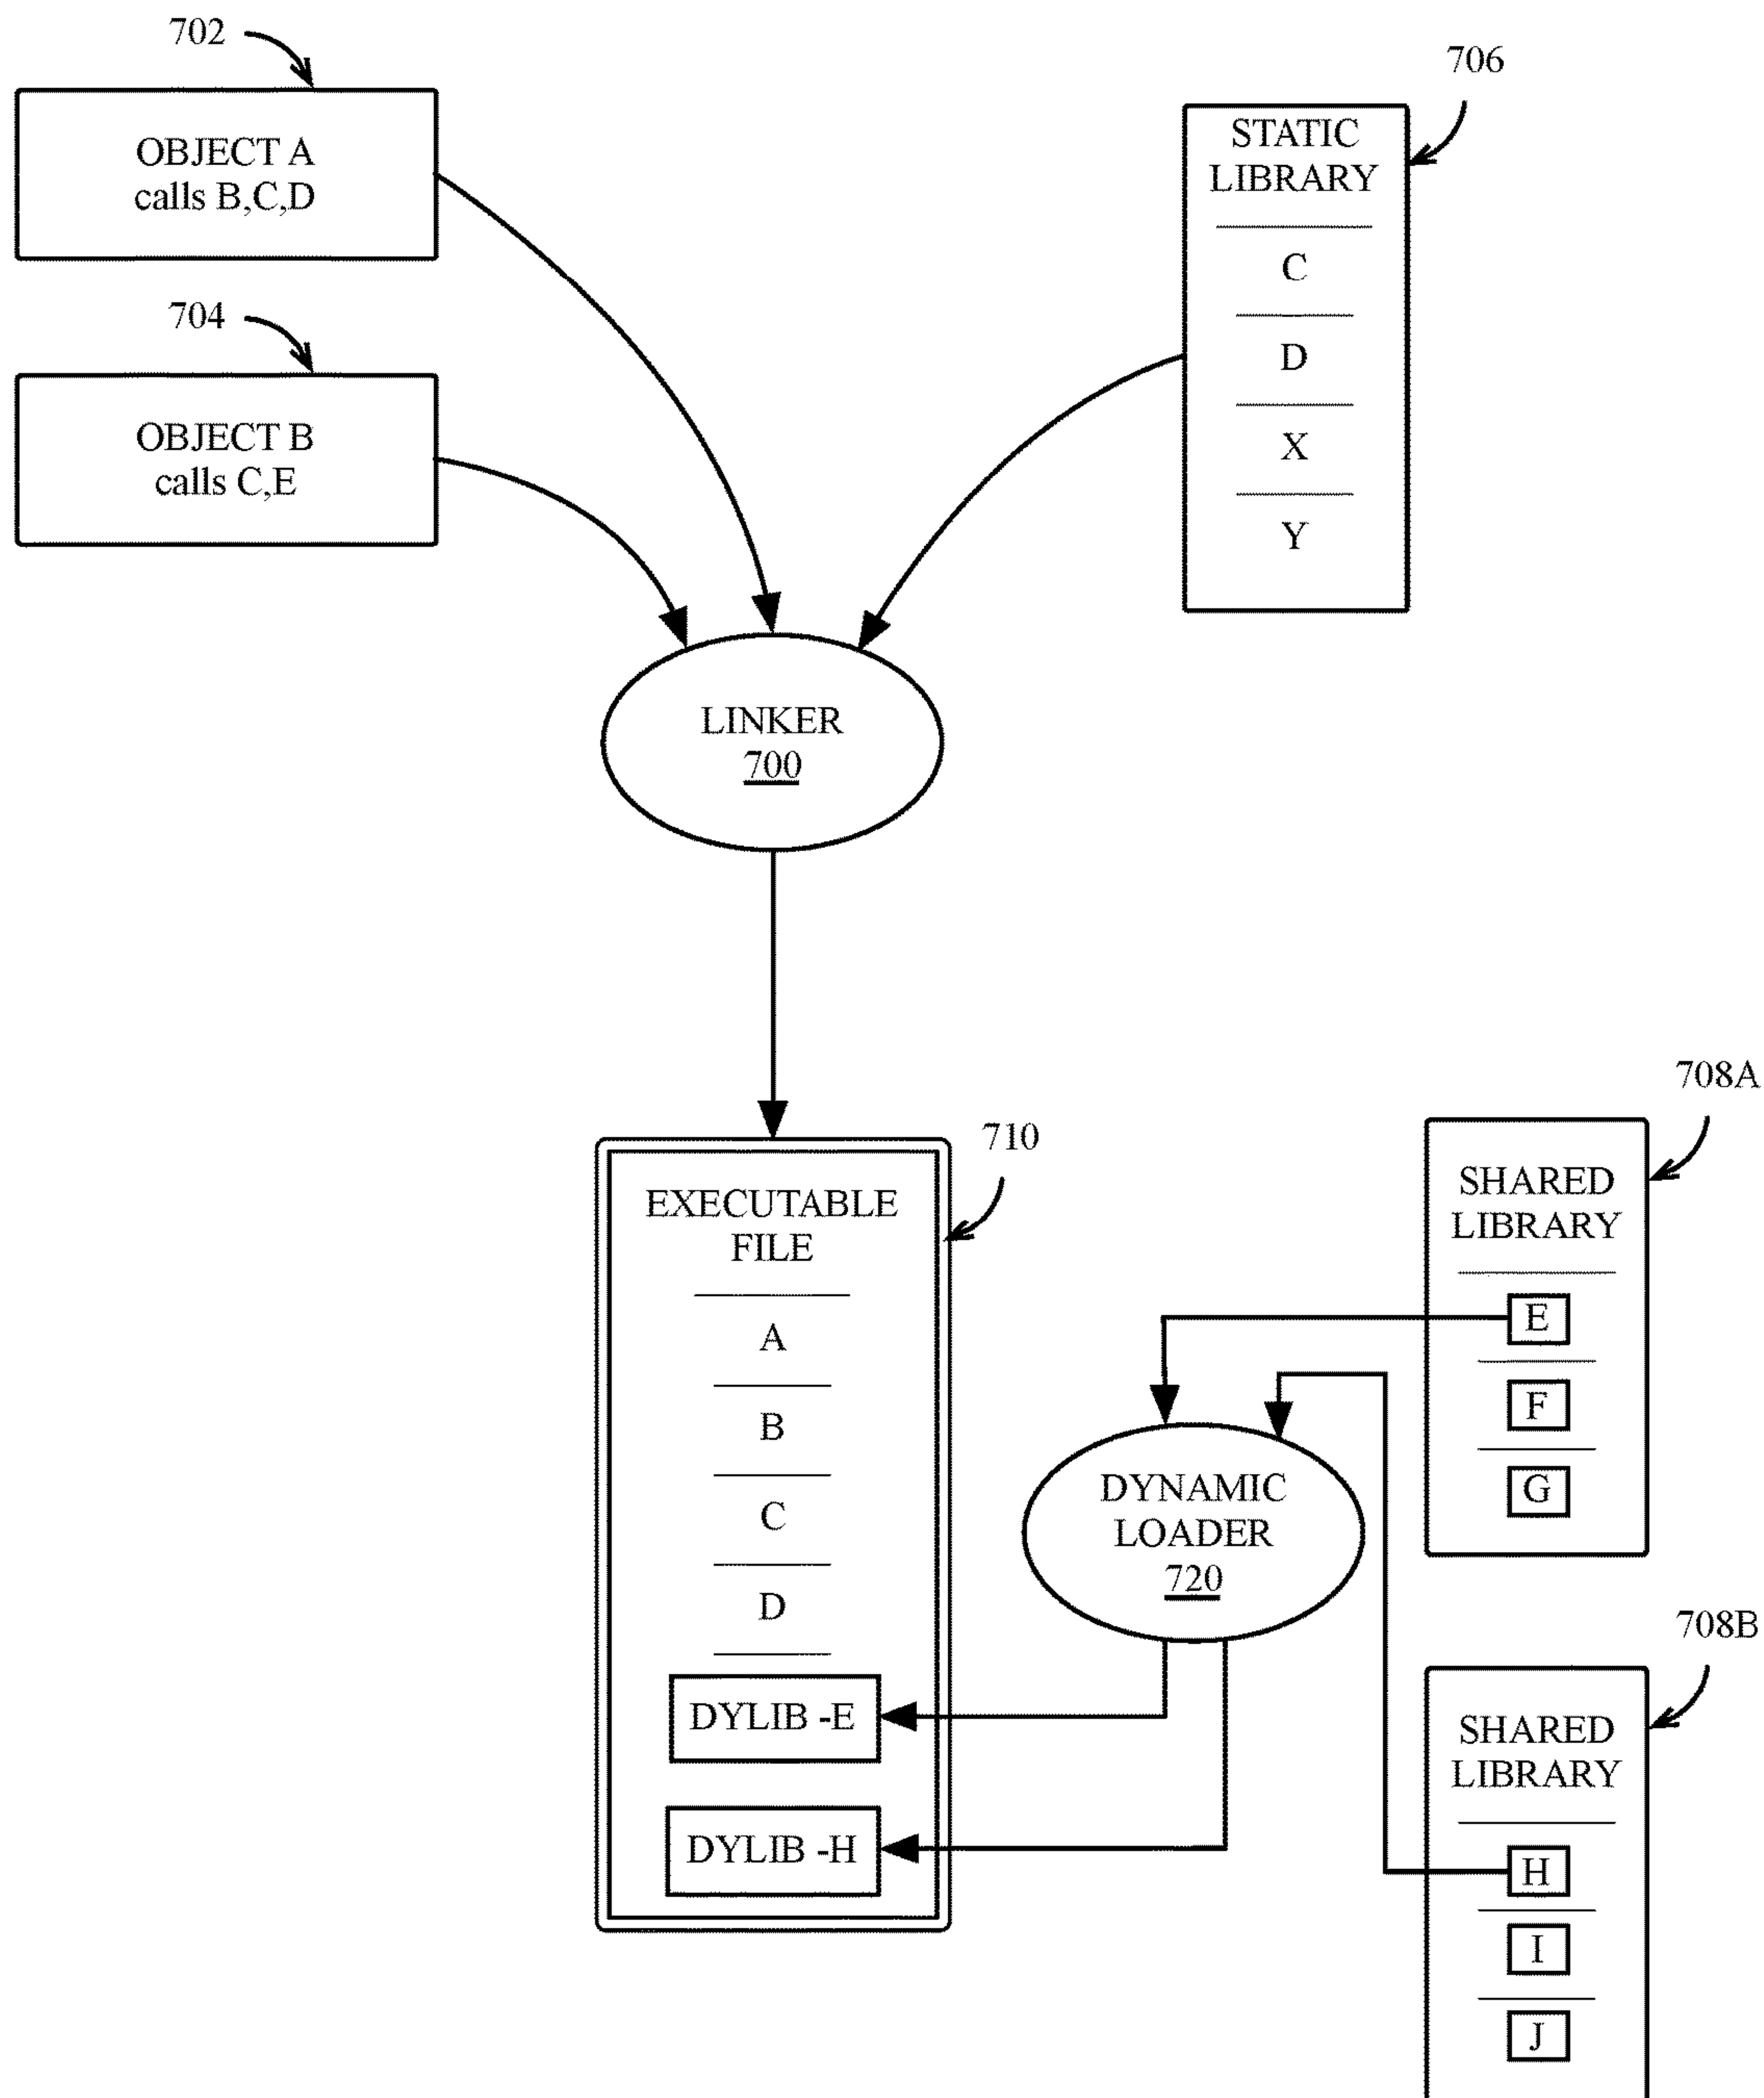 702
OBJECT A
calls B,C,D
704
OBJECT B
calls C,E
706
STATIC
LIBRARY
C
D
X
Y
LINKER
700
710
EXECUTABLE
FILE
A
B
C
D
DYLIB -E
DYLIB -H
DYNAMIC
LOADER
720
708A
SHARED
LIBRARY
E
F
G
708B
SHARED
LIBRARY
H
I
J